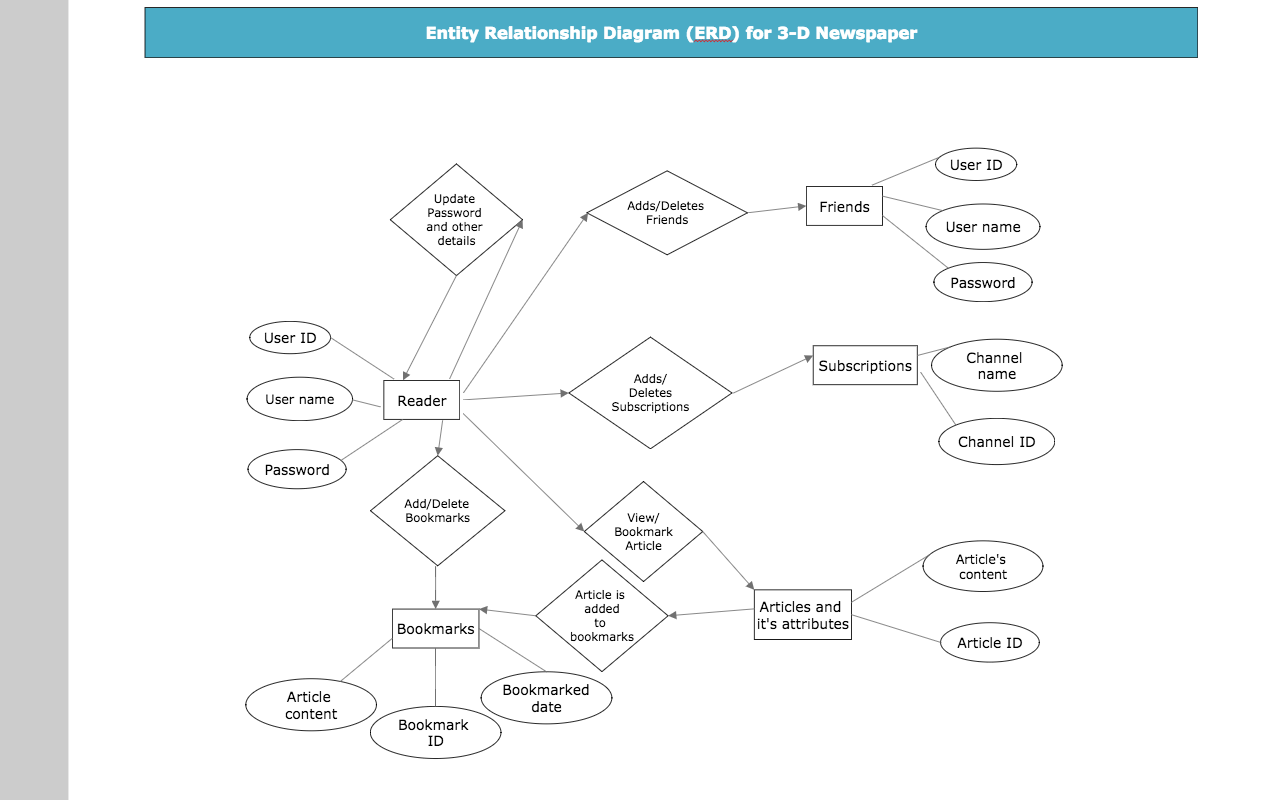 Entity Relationship Diagram (ERD) for 3-D Newspaper
Update
Password
and other
details
Adds/Deletes
Friends
Friends
User ID
User name
Password
User ID
User name
Password
Reader
Adds/
Deletes
Subscriptions
Subscriptions
Channel
name
Channel ID
Add/Delete
Bookmarks
View/
Bookmark
Article
Article is
added
to
bookmarks
Articles and
it's attributes
Article's
content
Article ID
Bookmarks
Article
content
Bookmark
ID
Bookmarked
date